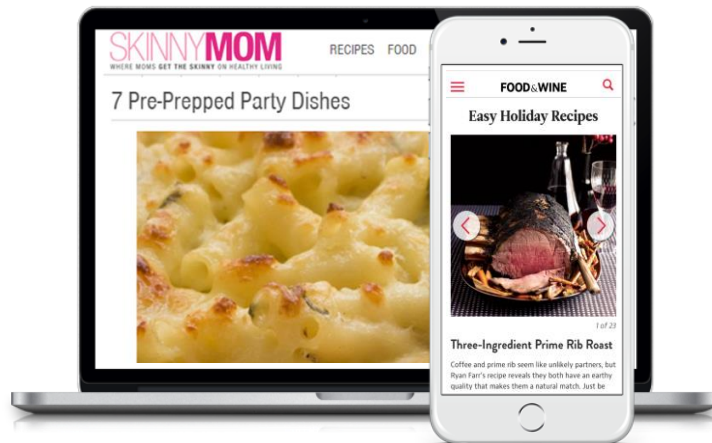 SKINNYMOM
WHERE MOMS GET THE SKINNY ON HEALTHY LIVING
RECIPES FOOD
7 Pre-Prepped Party Dishes
FOOD&WINE
Easy Holiday Recipes
1 of 23
Three-Ingredient Prime Rib Roast
Coffee and prime rib seem like unlikely partners, but
Ryan Farr's recipe reveals they both have an earthy
quality that makes them a natural match. Just be